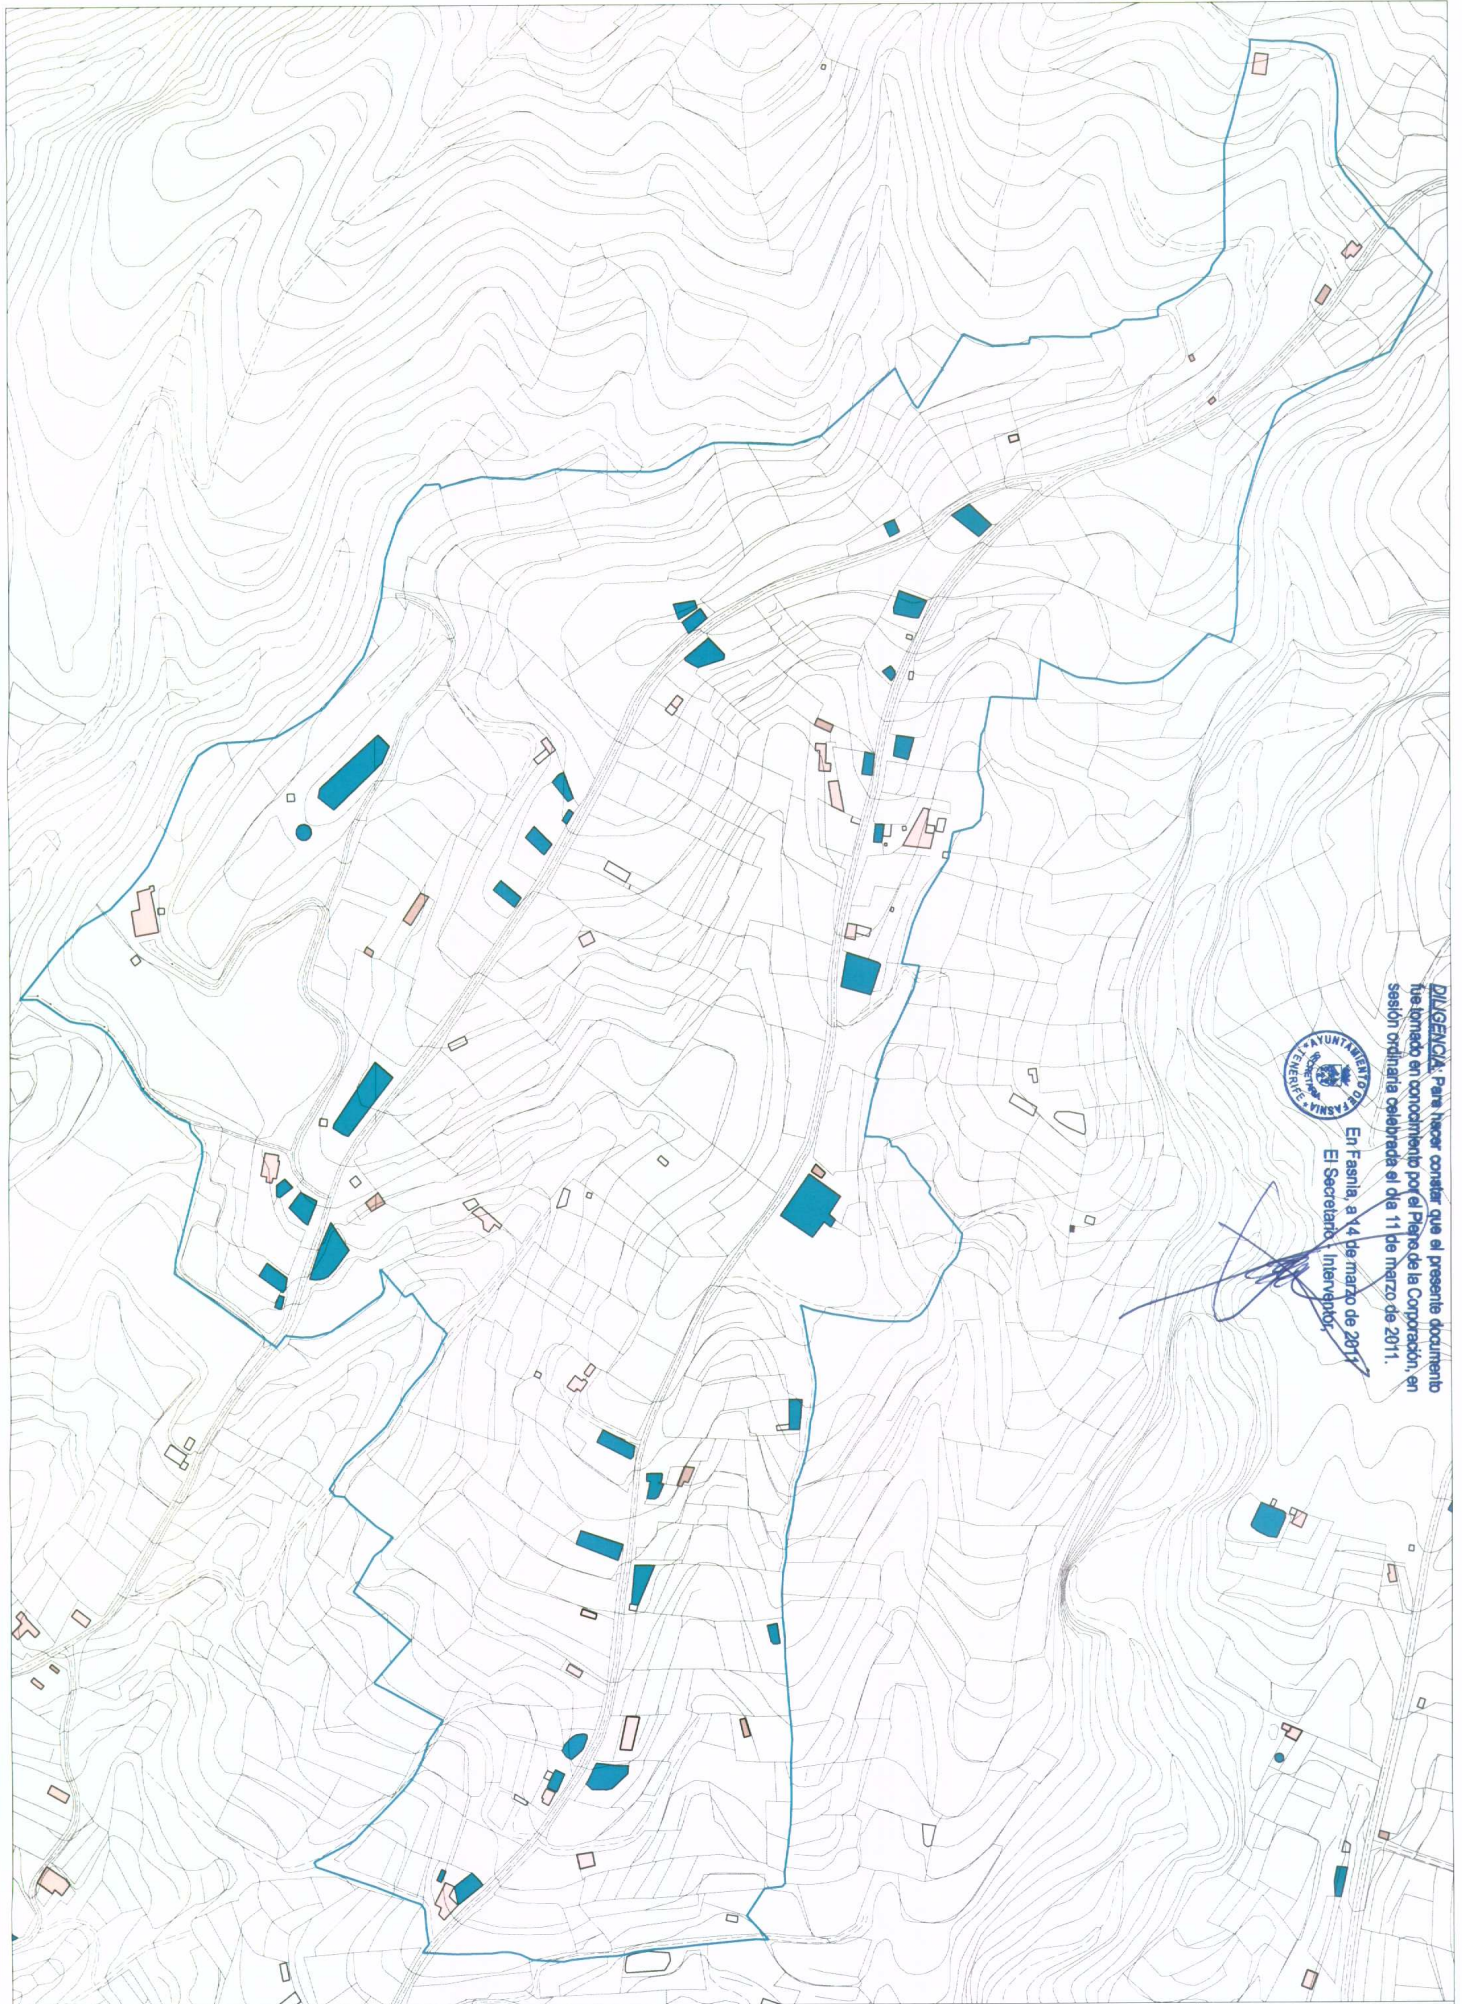 DILIGENCIA: Para hacer constar que el presente documento
fue tomado en conocimiento por el Pleno de la Corporación, en
sesión ordinaria celebrada el día 11 de marzo de 2011.
En Fasnia, a 14 de marzo de 2011
El Secretario - Interventor,
AYUNTAMIENTO DE FASNIA
TENERIFE